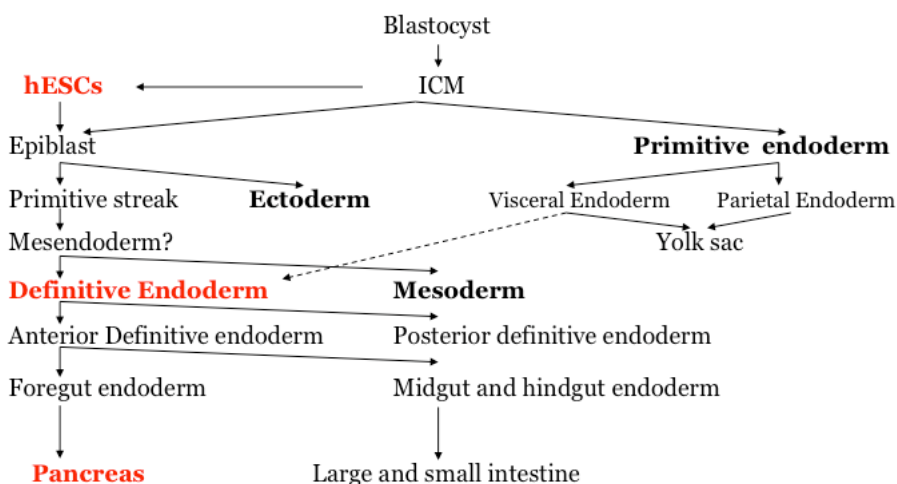 Blastocyst
hESCs ICM
Epiblast Primitive endoderm
Primitive streak Ectoderm Visceral Endoderm Parietal Endoderm
Mesendoderm? Yolk sac
Definitive Endoderm Mesoderm
Anterior Definitive endoderm Posterior definitive endoderm
Foregut endoderm Midgut and hindgut endoderm
Pancreas Large and small intestine